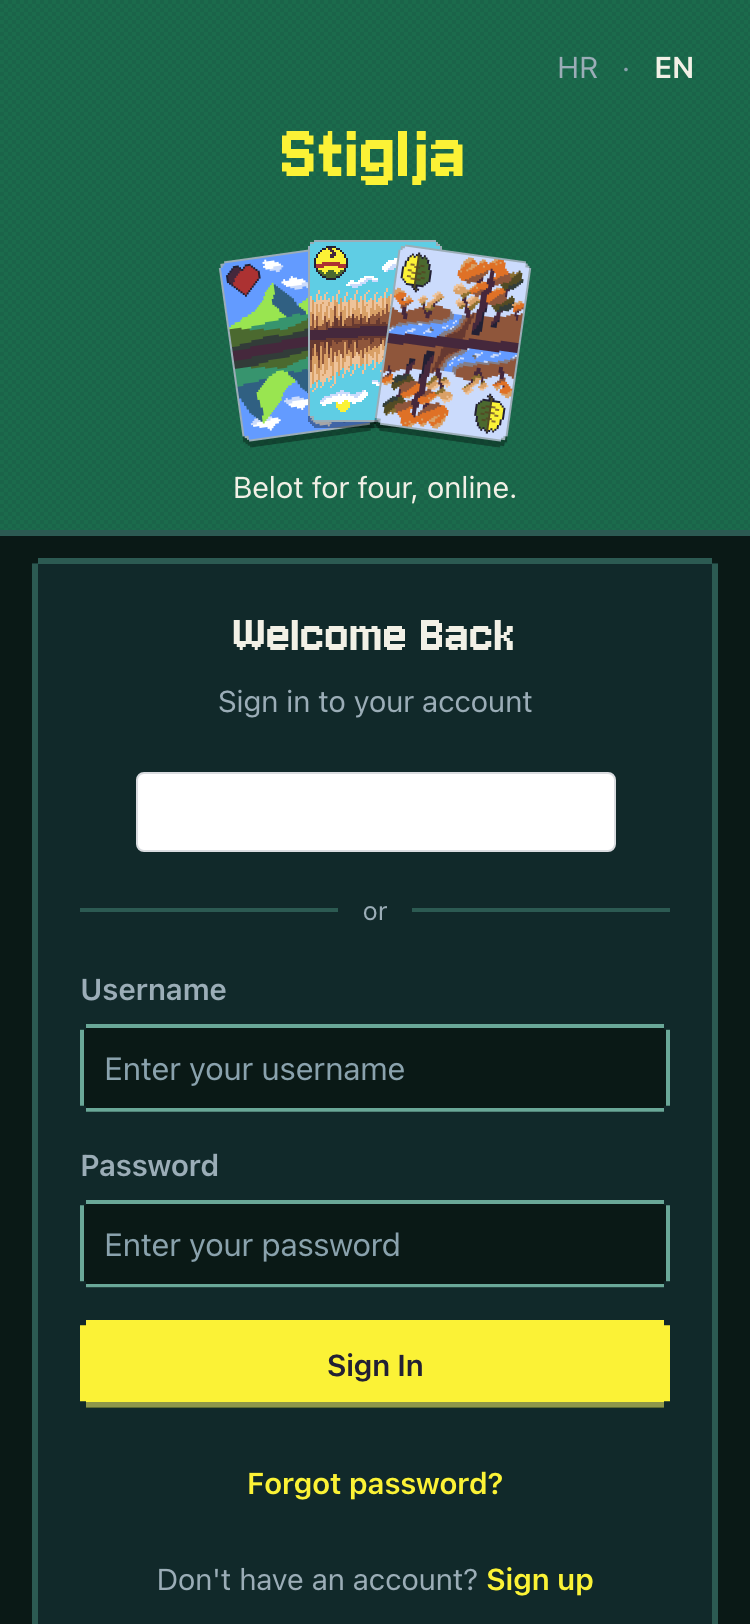 HR · EN
Stiglja
Belot for four, online.
Welcome Back
Sign in to your account
or
Username
Enter your username
Password
Enter your password
Sign In
Forgot password?
Don't have an account? Sign up